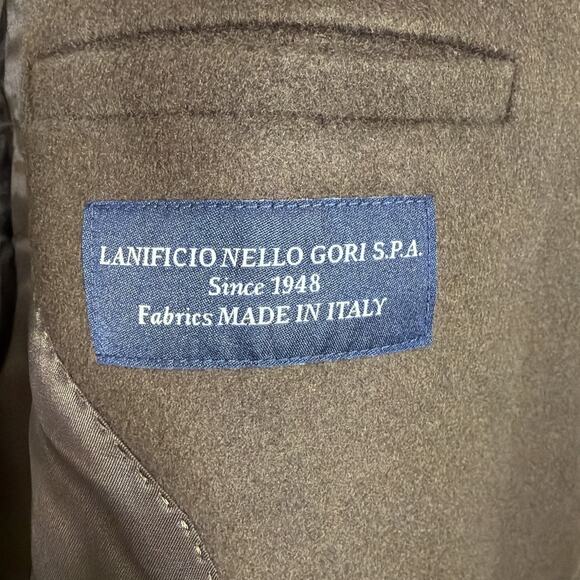 LANIFICIO NELLO GORI S.P.A.
Since 1948
Fabrics MADE IN ITALY